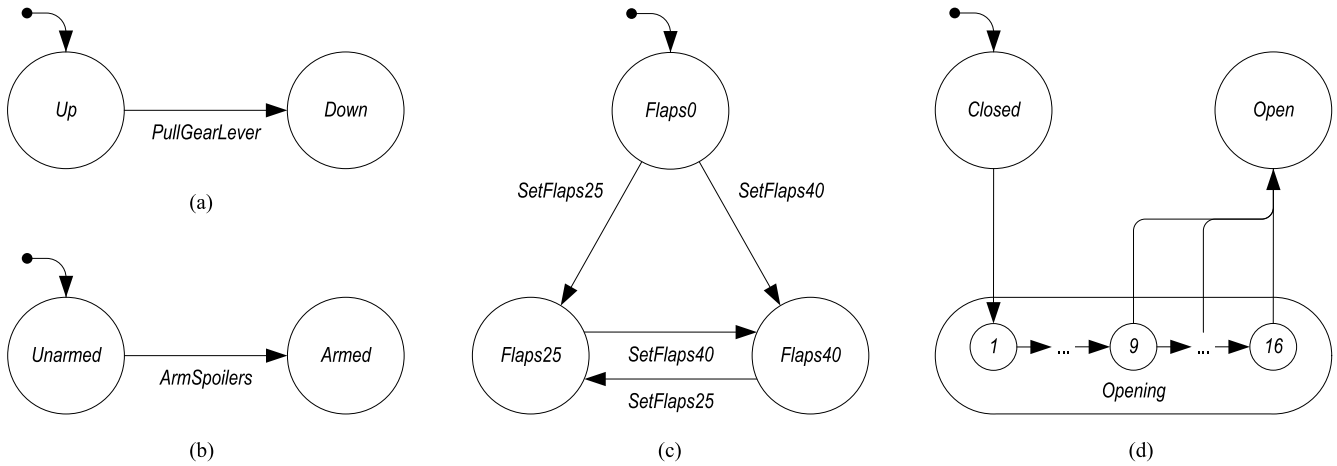 Up
PullGearLever
Down
(a)
Unarmed
ArmSpoilers
Armed
(b)
Flaps0
SetFlaps25
SetFlaps40
Flaps25
SetFlaps40
Flaps40
SetFlaps25
(c)
Closed
Open
1
...
9
...
16
Opening
(d)